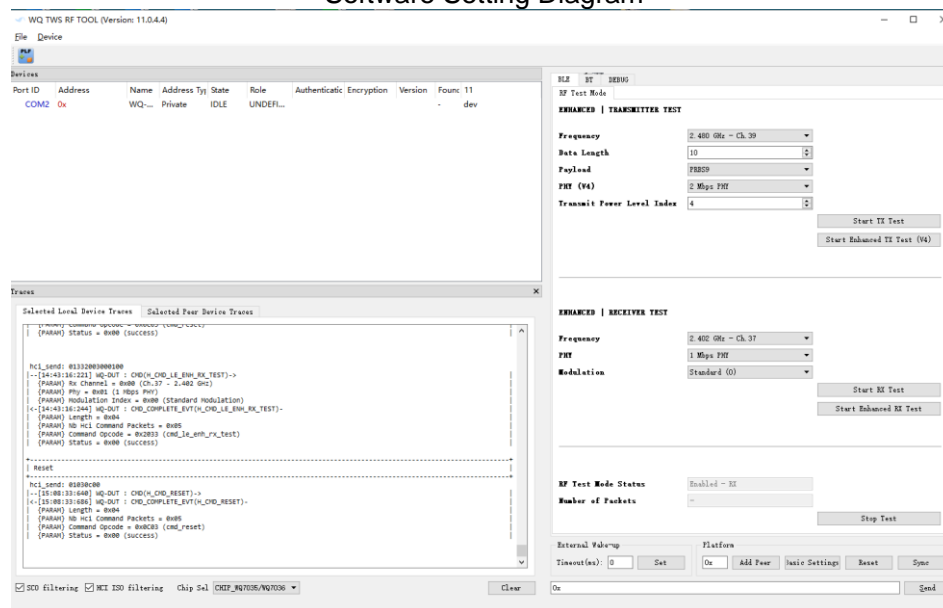 Software Setting Diagram
WQ TWS RF TOOL (Version: 11.0.4.4)
File Device
Devices
Port ID Address Name Address Typ State Role Authenticatic Encryption Version Founc 11
COM2 0x WQ-... Private IDLE UNDEFI... - dev
BLE BT DEBUG
RF Test Mode
ENHANCED | TRANSMITTER TEST
Frequency 2.480 GHz - Ch.39
Data Length 10
Payload PRBS9
PHY (V4) 2 Mbps PHY
Transmit Power Level Index 4
Start TX Test
Start Enhanced TX Test (V4)
Traces
Selected Local Device Traces Selected Peer Device Traces
| {PARAM} Command Opcode = 0x0C03 (cmd_reset)
| {PARAM} Status = 0x00 (success)
hci_send: 01332003000100
|--[14:43:16:221] WQ-DUT : CMD(H_CMD_LE_ENH_RX_TEST)->
| {PARAM} Rx Channel = 0x00 (Ch.37 - 2.402 GHz)
| {PARAM} Phy = 0x01 (1 Mbps PHY)
| {PARAM} Modulation Index = 0x00 (Standard Modulation)
|<-[14:43:16:244] WQ-DUT : CMD_COMPLETE_EVT(H_CMD_LE_ENH_RX_TEST)-
| {PARAM} Length = 0x04
| {PARAM} Nb Hci Command Packets = 0x05
| {PARAM} Command Opcode = 0x2033 (cmd_le_enh_rx_test)
| {PARAM} Status = 0x00 (success)
| Reset
hci_send: 01030c00
|--[15:08:33:640] WQ-DUT : CMD(H_CMD_RESET)->
|<-[15:08:33:686] WQ-DUT : CMD_COMPLETE_EVT(H_CMD_RESET)-
| {PARAM} Length = 0x04
| {PARAM} Nb Hci Command Packets = 0x05
| {PARAM} Command Opcode = 0x0C03 (cmd_reset)
| {PARAM} Status = 0x00 (success)
ENHANCED | RECEIVER TEST
Frequency 2.402 GHz - Ch.37
PHY 1 Mbps PHY
Modulation Standard (0)
Start RX Test
Start Enhanced RX Test
RF Test Mode Status Enabled - RX
Number of Packets -
Stop Test
External Wake-up Platform
Timeout(ms): 0 Set 0x Add Peer Basic Settings Reset Sync
SCO filtering HCI ISO filtering Chip Sel CHIP_WQ7035/WQ7036 Clear 0x Send